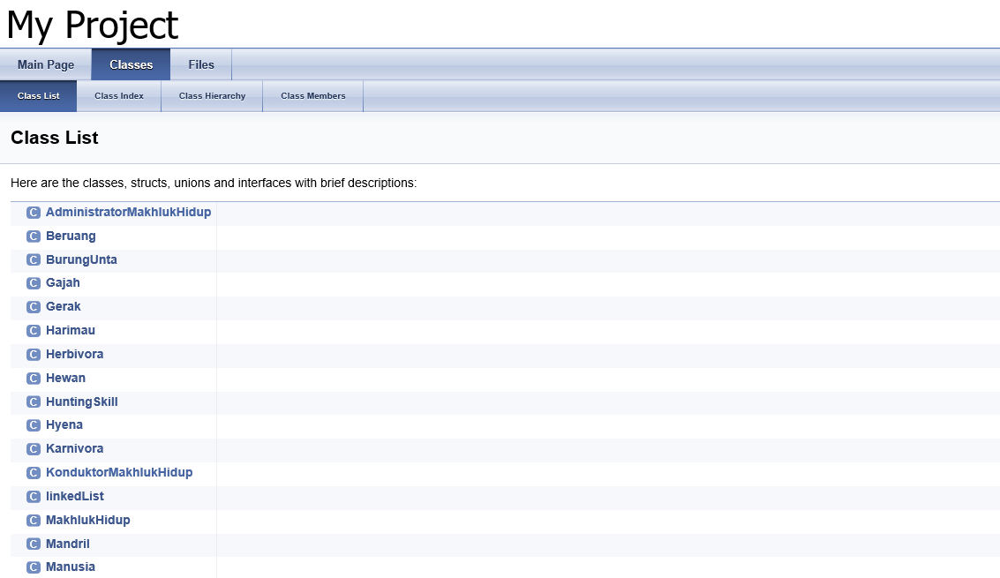 My Project
Main Page Classes Files
Class List Class Index Class Hierarchy Class Members
Class List
Here are the classes, structs, unions and interfaces with brief descriptions:
C AdministratorMakhlukHidup
C Beruang
C BurungUnta
C Gajah
C Gerak
C Harimau
C Herbivora
C Hewan
C HuntingSkill
C Hyena
C Karnivora
C KonduktorMakhlukHidup
C linkedList
C MakhlukHidup
C Mandril
C Manusia